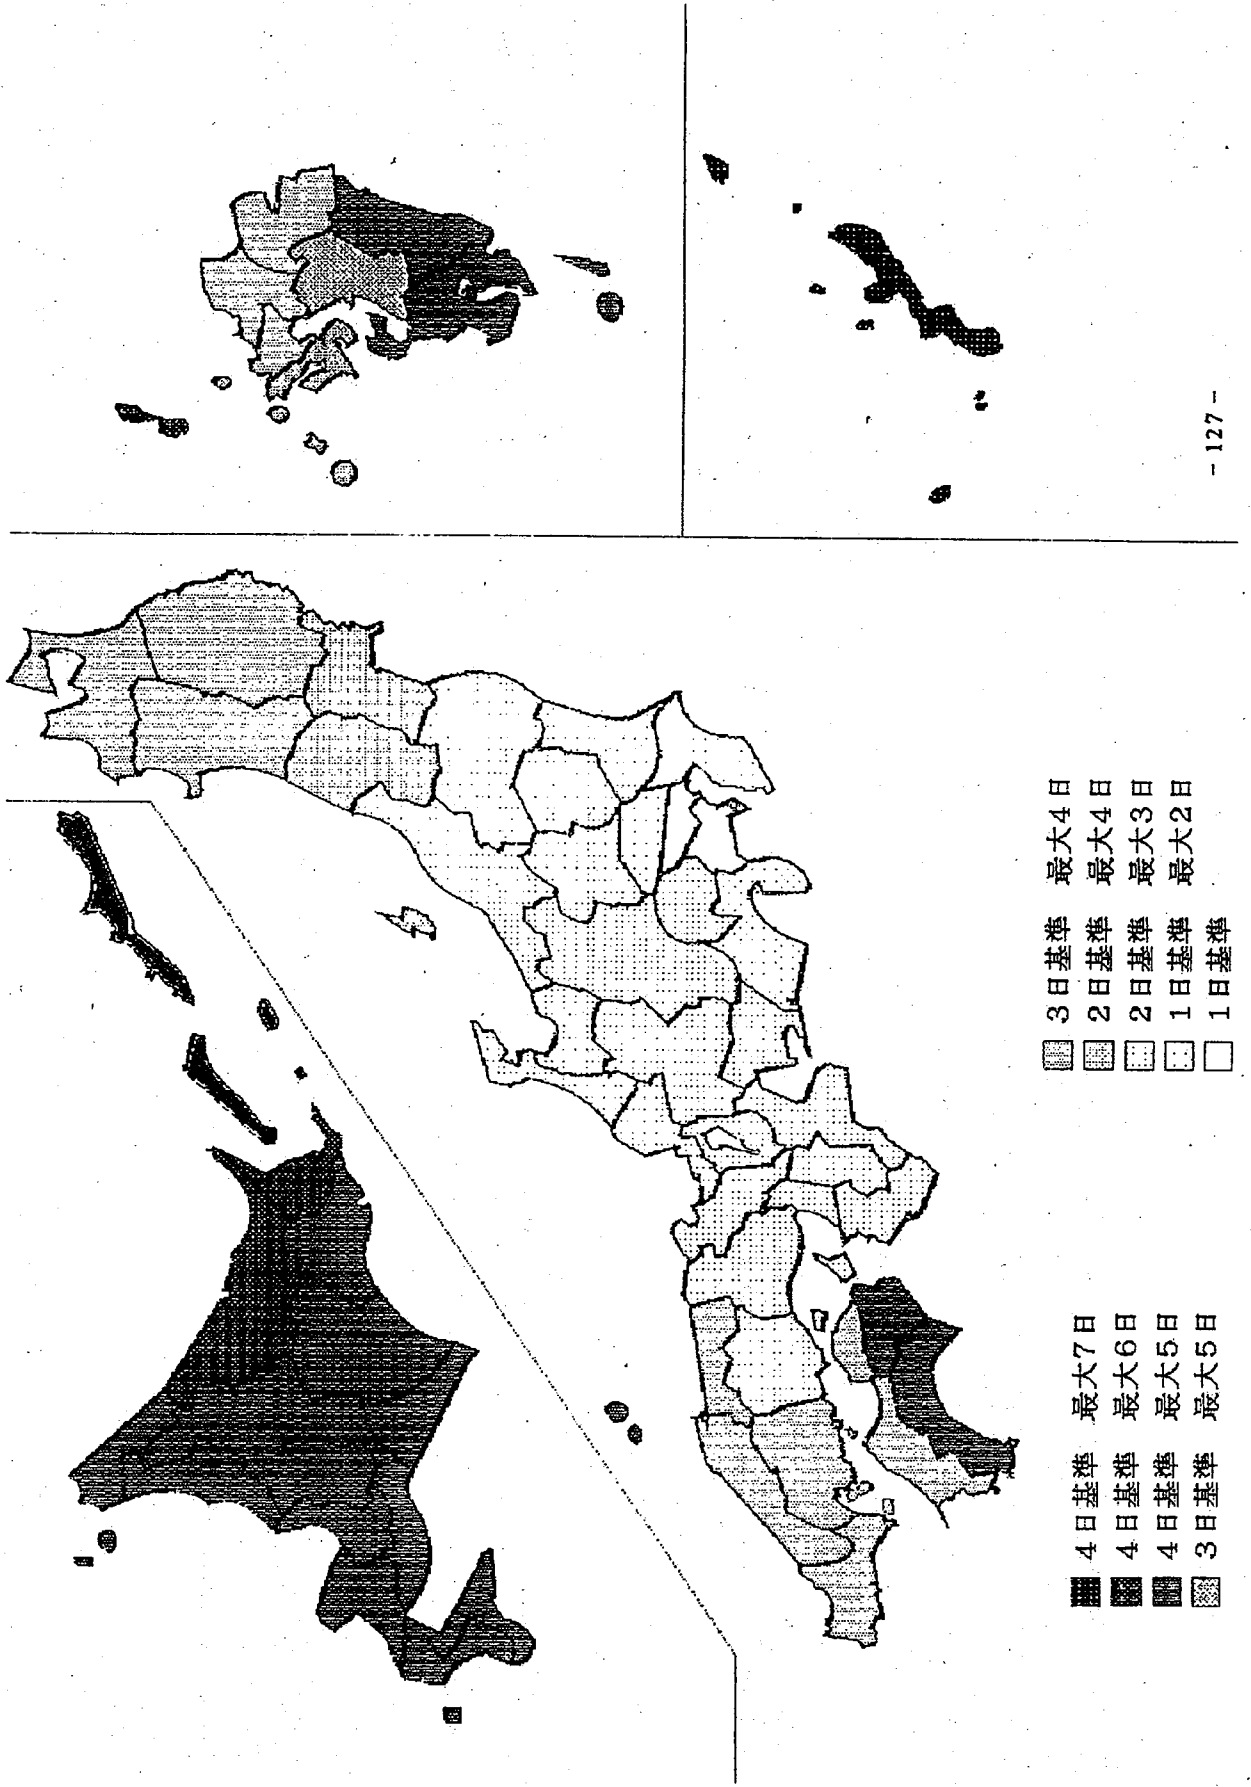 4日基準 最大7日
4日基準 最大6日
4日基準 最大5日
3日基準 最大5日
3日基準 最大4日
2日基準 最大4日
2日基準 最大3日
1日基準 最大2日
1日基準
- 127 -